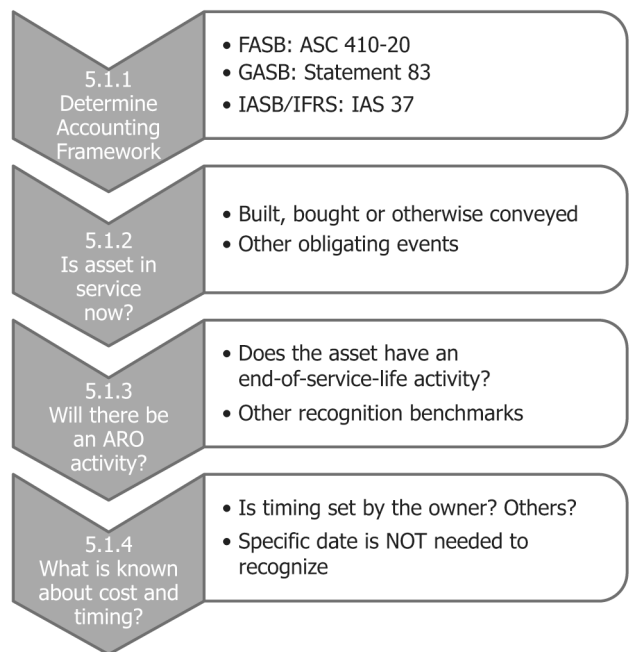 5.1.1
Determine
Accounting
Framework
• FASB: ASC 410-20
• GASB: Statement 83
• IASB/IFRS: IAS 37
5.1.2
Is asset in
service
now?
• Built, bought or otherwise conveyed
• Other obligating events
5.1.3
Will there be
an ARO
activity?
• Does the asset have an
end-of-service-life activity?
• Other recognition benchmarks
5.1.4
What is known
about cost and
timing?
• Is timing set by the owner? Others?
• Specific date is NOT needed to
recognize